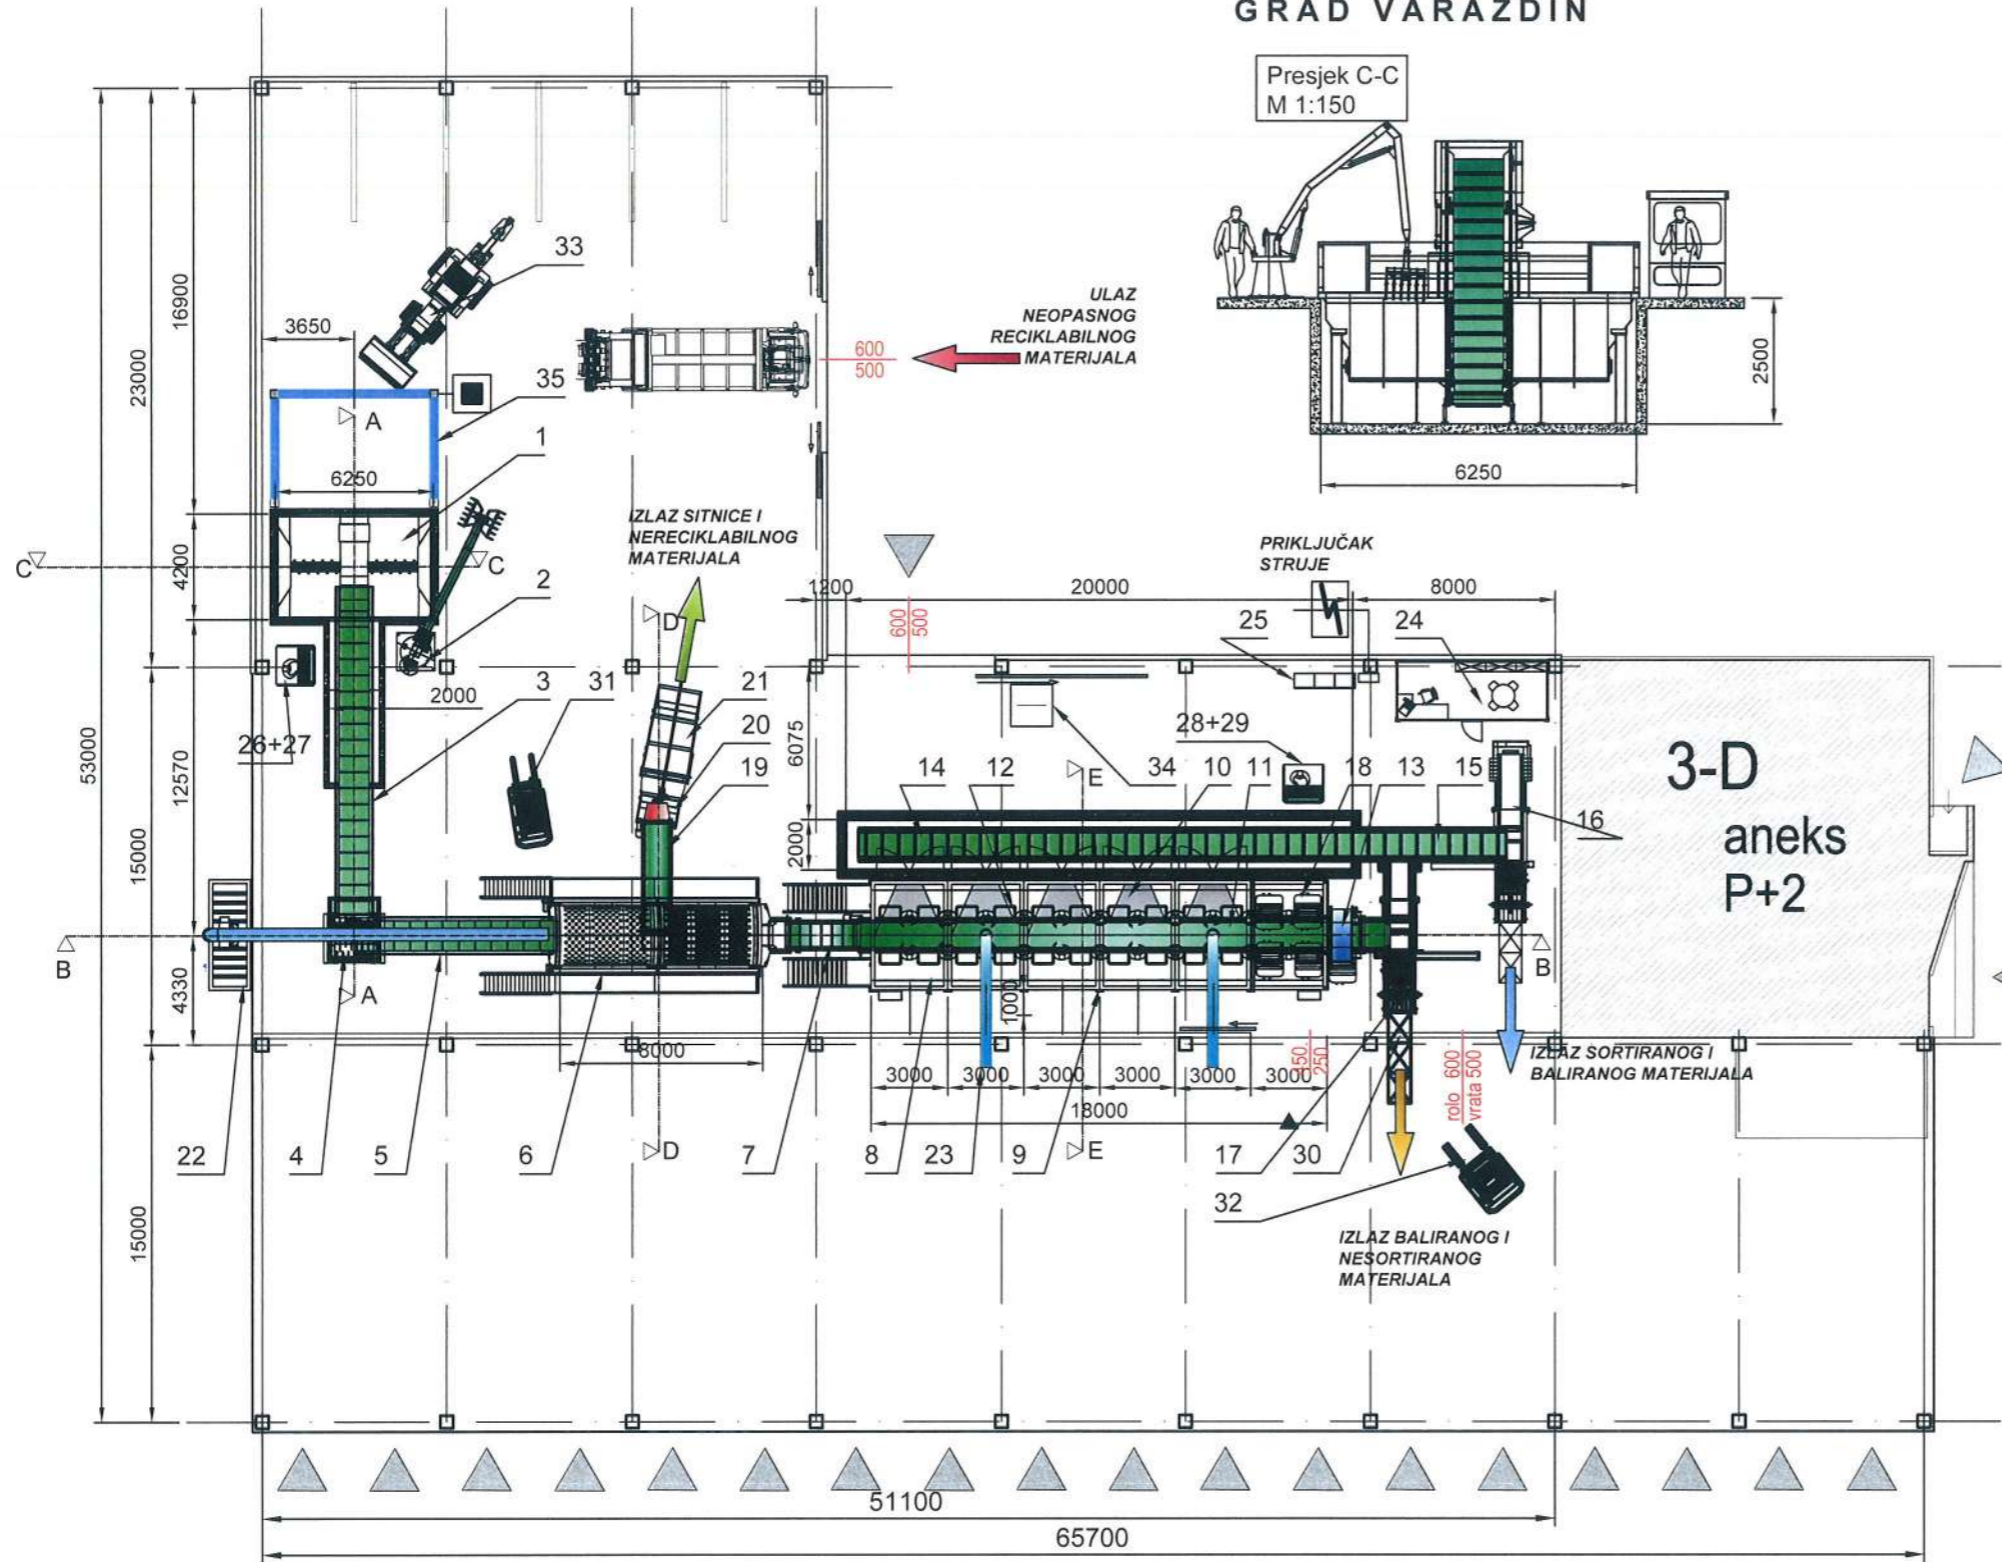 GRAD VARAŽDIN
Presjek C-C
M 1:150
2500
6250
ULAZ
NEOPASNOG
RECIKLABILNOG
MATERIJALA
600
500
33
3650
16900
23000
53000
35
A
1
6250
IZLAZ SITNICE I
NERECIKLABILNOG
MATERIJALA
C
C
4200
2
D
PRIKLJUČAK
STRUJE
1200
20000
8000
600
500
25
24
2000
3
31
21
26+27
20
19
6075
28+29
12570
E
14
12
34
10
11
18
13
15
16
3-D
aneks
P+2
2000
15000
B
B
4330
A
1000
8000
3000
3000
3000
3000
3000
3000
450
250
18000
rolo 600
vrata 500
IZLAZ SORTIRANOG I
BALIRANOG MATERIJALA
22
4
5
6
D
7
8
23
9
E
17
30
32
15000
IZLAZ BALIRANOG I
NESORTIRANOG
MATERIJALA
51100
65700